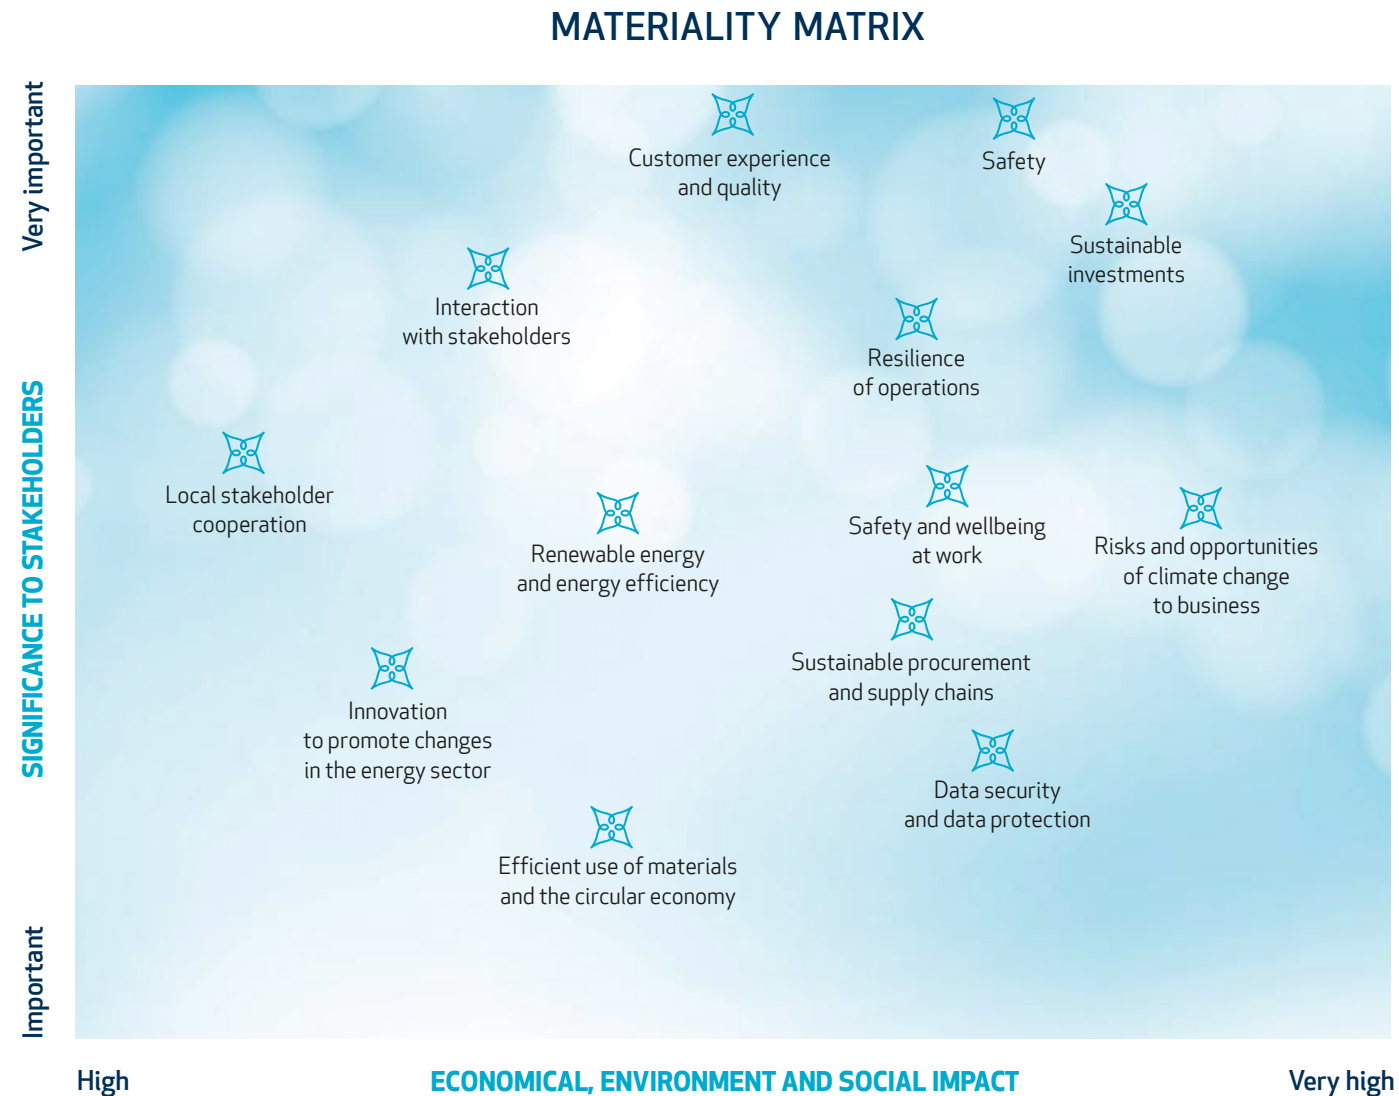 MATERIALITY MATRIX
Very important
SIGNIFICANCE TO STAKEHOLDERS
Important
Customer experience
and quality
Safety
Sustainable
investments
Interaction
with stakeholders
Resilience
of operations
Local stakeholder
cooperation
Renewable energy
and energy efficiency
Safety and wellbeing
at work
Risks and opportunities
of climate change
to business
Sustainable procurement
and supply chains
Innovation
to promote changes
in the energy sector
Data security
and data protection
Efficient use of materials
and the circular economy
High
ECONOMICAL, ENVIRONMENT AND SOCIAL IMPACT
Very high